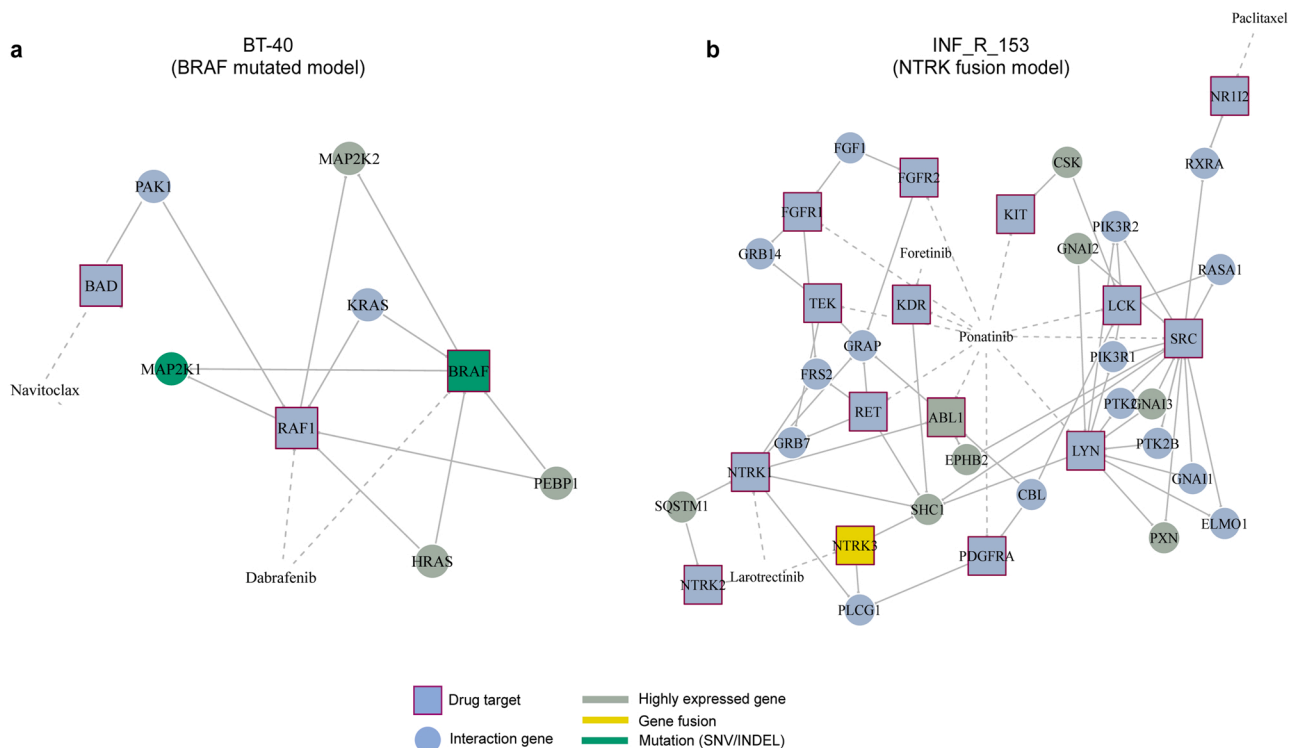 a
BT-40
(BRAF mutated model)
MAP2K2
PAK1
BAD
KRAS
MAP2K1
BRAF
Navitoclax
RAF1
PEBP1
HRAS
Dabrafenib
b
INF_R_153
(NTRK fusion model)
Paclitaxel
NR1I2
FGF1
CSK
RXRA
FGFR2
FGFR1
KIT
PIK3R2
GRB14
Foretinib
GNAI2
RASA1
TEK
KDR
LCK
Ponatinib
SRC
GRAP
PIK3R1
FRS2
RET
ABL1
GNAI3
GRB7
EPHB2
LYN
PTK2B
NTRK1
GNAI1
SQSTM1
SHC1
CBL
ELMO1
NTRK3
PXN
PDGFRA
Larotrectinib
NTRK2
PLCG1
Drug target
Interaction gene
Highly expressed gene
Gene fusion
Mutation (SNV/INDEL)